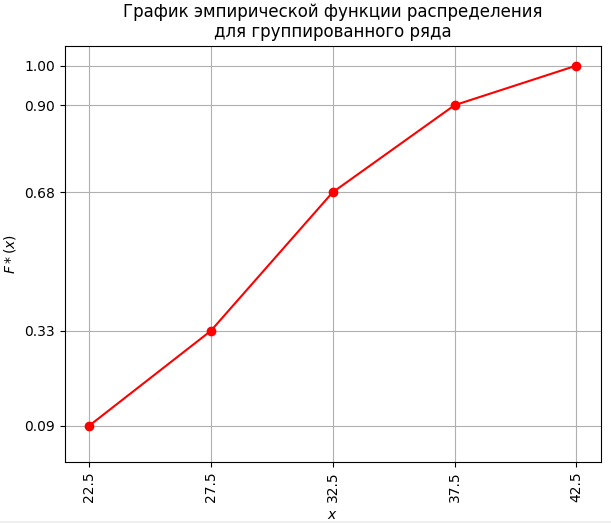 График эмпирической функции распределения
для группированного ряда
1.00
0.90
0.68
0.33
0.09
F*(x)
22.5
27.5
32.5
37.5
42.5
x